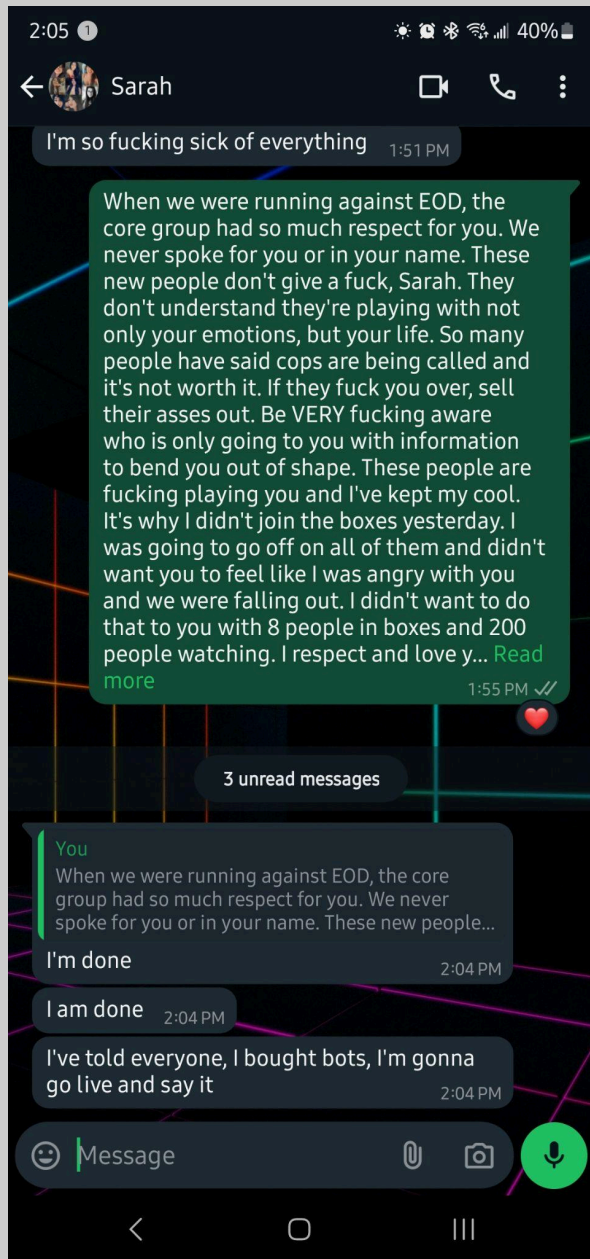 2:05 1 40%
Sarah
I'm so fucking sick of everything 1:51 PM
When we were running against EOD, the
core group had so much respect for you. We
never spoke for you or in your name. These
new people don't give a fuck, Sarah. They
don't understand they're playing with not
only your emotions, but your life. So many
people have said cops are being called and
it's not worth it. If they fuck you over, sell
their asses out. Be VERY fucking aware
who is only going to you with information
to bend you out of shape. These people are
fucking playing you and I've kept my cool.
It's why I didn't join the boxes yesterday. I
was going to go off on all of them and didn't
want you to feel like I was angry with you
and we were falling out. I didn't want to do
that to you with 8 people in boxes and 200
people watching. I respect and love y... Read
more 1:55 PM
3 unread messages
You
When we were running against EOD, the core
group had so much respect for you. We never
spoke for you or in your name. These new people...
I'm done 2:04 PM
I am done 2:04 PM
I've told everyone, I bought bots, I'm gonna
go live and say it 2:04 PM
Message